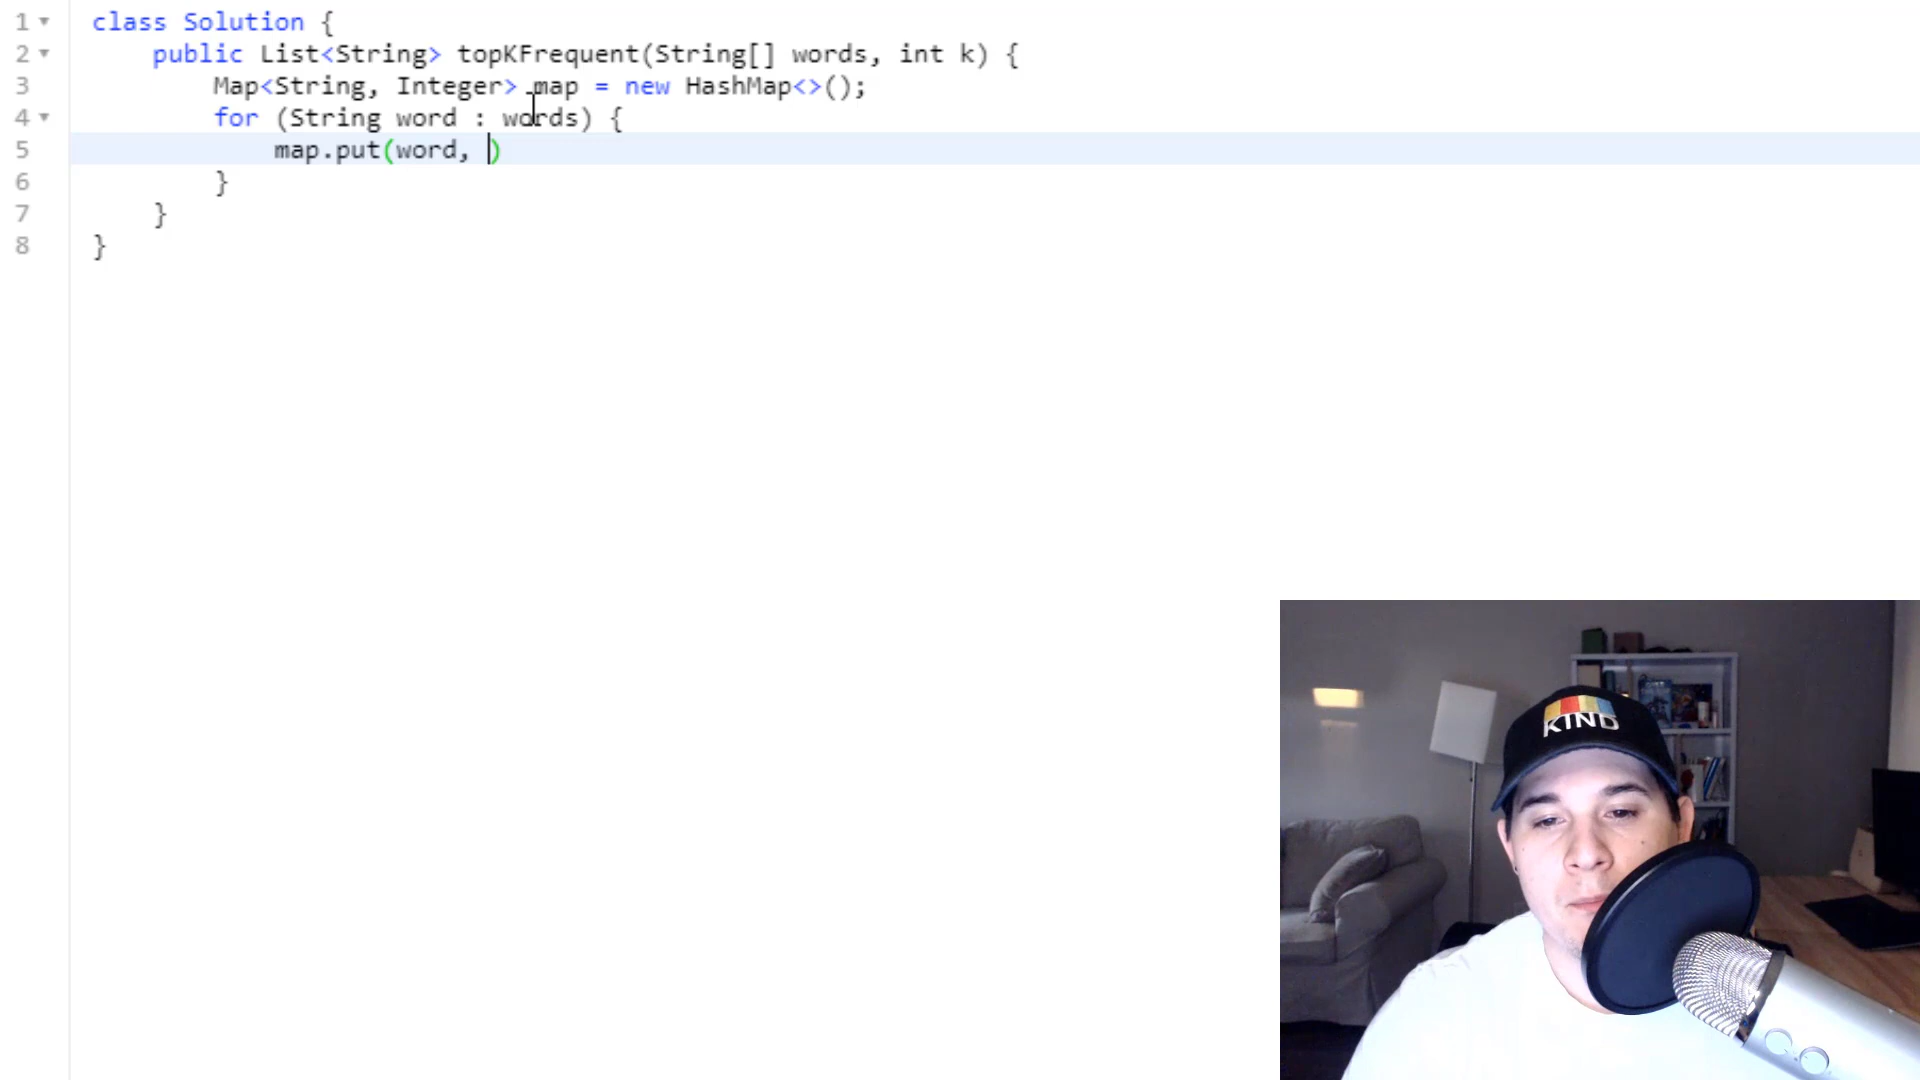 1 class Solution {
2 public List<String> topKFrequent(String[] words, int k) {
3 Map<String, Integer> map = new HashMap<>();
4 for (String word : words) {
5 map.put(word, )
6 }
7 }
8 }
KIND